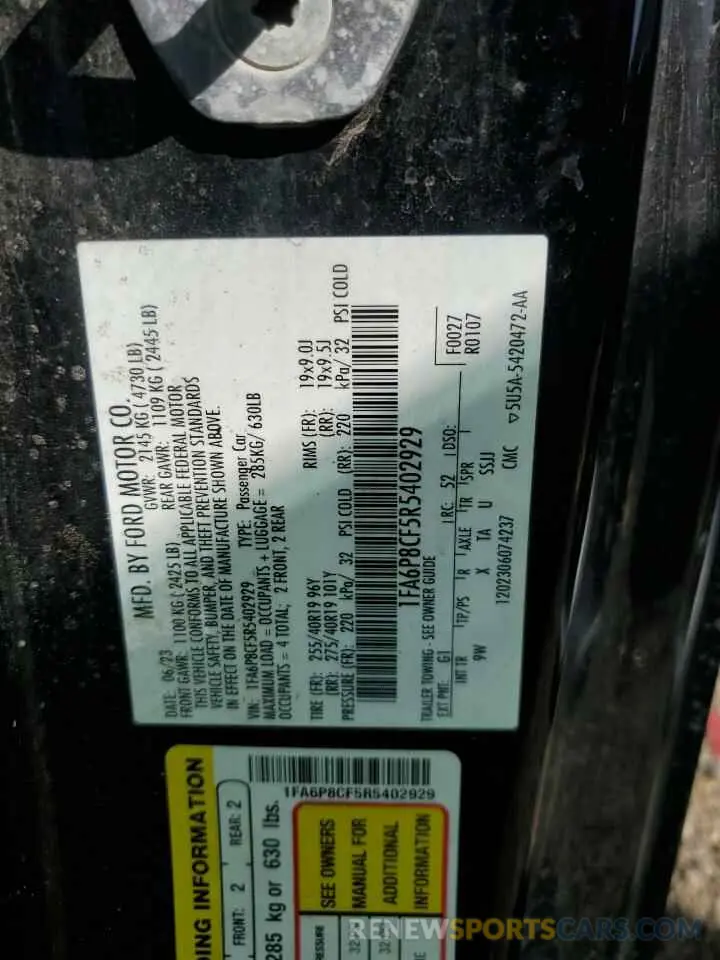 MFD. BY FORD MOTOR CO.
DATE: 06/23 GVWR: 2145 KG ( 4730 LB)
FRONT GAWR: 1100 KG ( 2425 LB) REAR GAWR: 1109 KG ( 2445 LB)
THIS VEHICLE CONFORMS TO ALL APPLICABLE FEDERAL MOTOR
VEHICLE SAFETY, BUMPER, AND THEFT PREVENTION STANDARDS
IN EFFECT ON THE DATE OF MANUFACTURE SHOWN ABOVE.
VIN: 1FA6P8CF5R5402929 TYPE: Passenger Car
MAXIMUM LOAD = OCCUPANTS + LUGGAGE = 285KG/ 630LB
OCCUPANTS = 4 TOTAL; 2 FRONT, 2 REAR
TIRE (FR): 255/40R19 96Y RIMS (FR): 19x9.0J
(RR): 275/40R19 101Y (RR): 19x9.5J
PRESSURE (FR): 220 kPa/ 32 PSI COLD (RR): 220 kPa/ 32 PSI COLD
1FA6P8CF5R5402929
TRAILER TOWING - SEE OWNER GUIDE F0027
EXT PNT: G1 RC: 52 DSO: R0107
INT TR TP/PS R AXLE TR SPR
9W X TA U SSJJ
1202306074237 CMC ▽5U5A-5420472-AA
DING INFORMATION
FRONT: 2 REAR: 2
285 kg or 630 lbs.
1FA6P8CF5R5402929
SEE OWNERS
MANUAL FOR
ADDITIONAL
INFORMATION
RENEWSPORTSCARS.COM